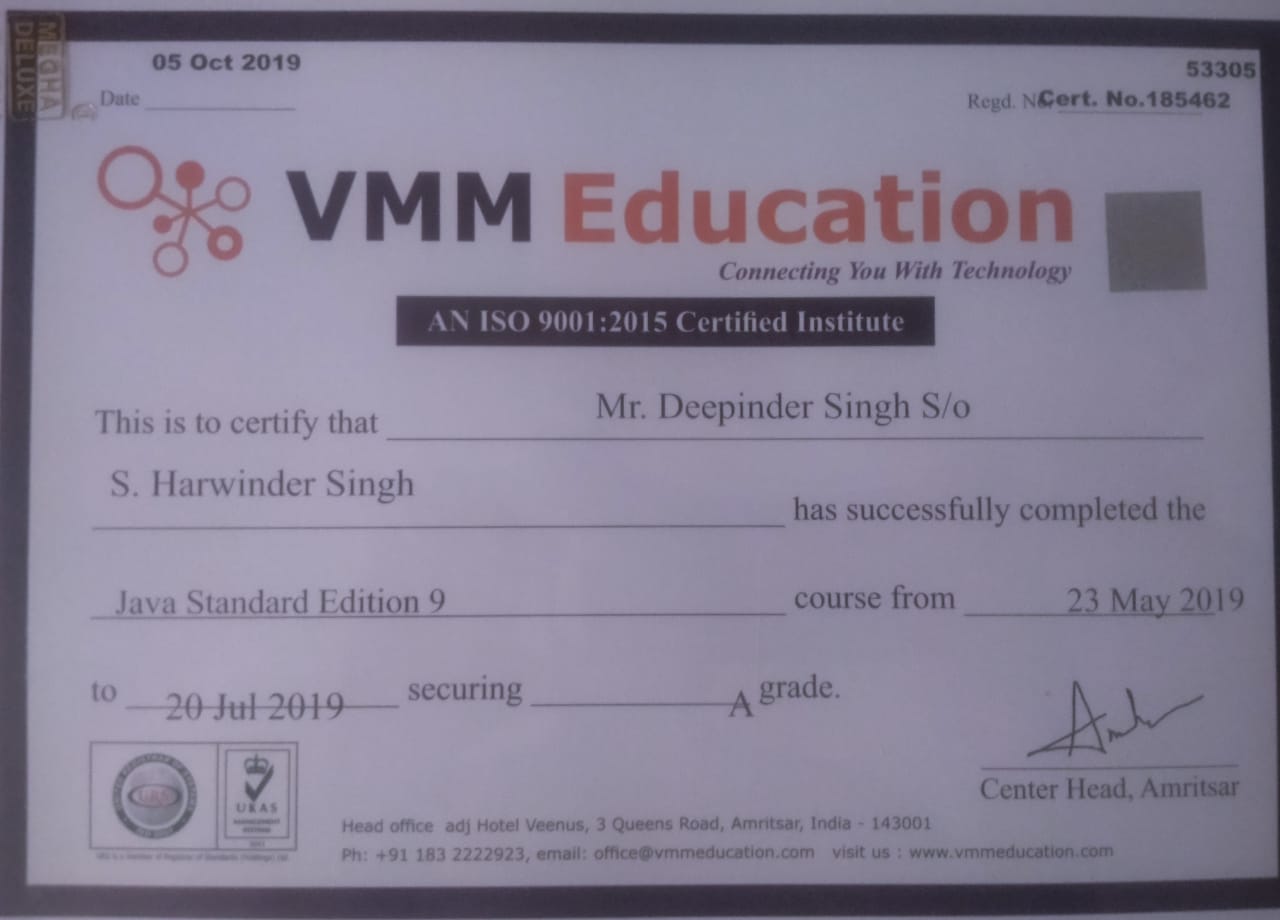 MEGHA
DELUXE
05 Oct 2019
Date
53305
Regd. No. Cert. No.185462
VMM Education
Connecting You With Technology
AN ISO 9001:2015 Certified Institute
This is to certify that Mr. Deepinder Singh S/o
S. Harwinder Singh has successfully completed the
Java Standard Edition 9 course from 23 May 2019
to 20 Jul 2019 securing A grade.
Center Head, Amritsar
URS
UKAS
MANAGEMENT
SYSTEMS
Head office adj Hotel Veenus, 3 Queens Road, Amritsar, India - 143001
Ph: +91 183 2222923, email: office@vmmeducation.com visit us : www.vmmeducation.com